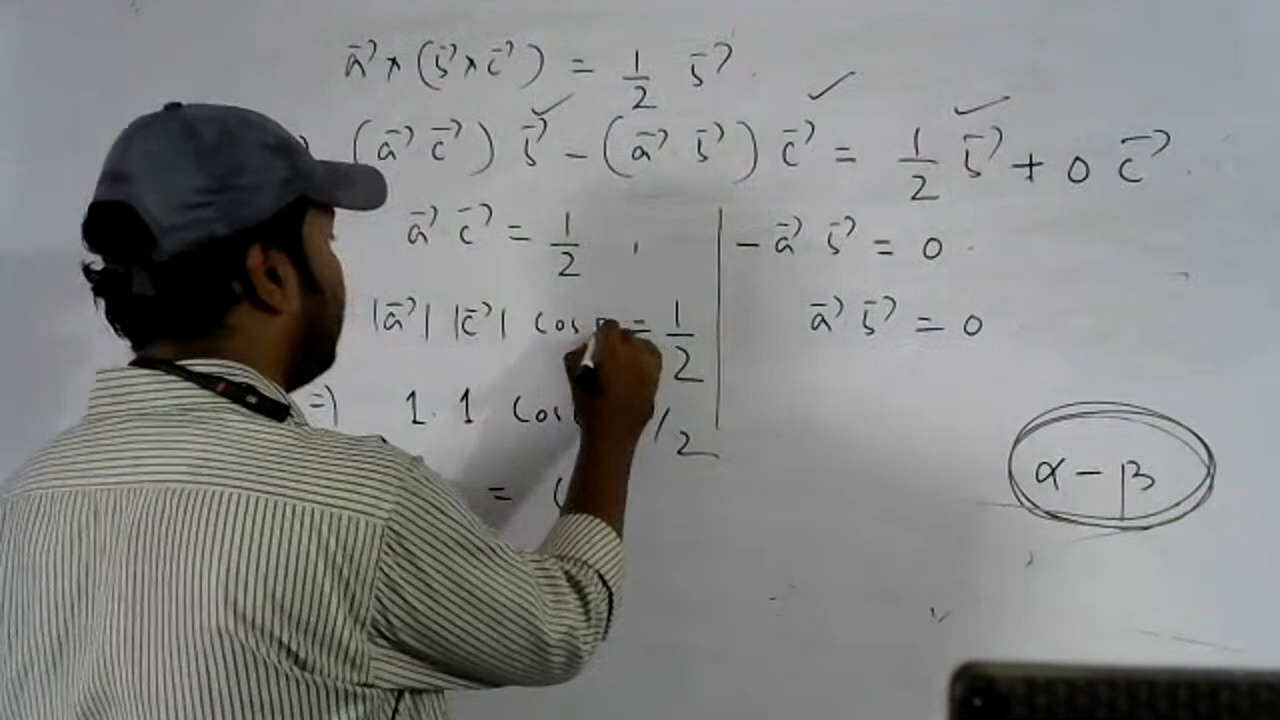 a⃗ × (b⃗ × c⃗) = 1/2 b⃗.
(a⃗ c⃗) b⃗ − (a⃗ b⃗) c⃗ = 1/2 b⃗ + 0 c⃗.
a⃗ c⃗ = 1/2 , − a⃗ b⃗ = 0.
|a⃗| |c⃗| cos = 1/2 a⃗ b⃗ = 0
=) 1.1 cos /2
α − β
=